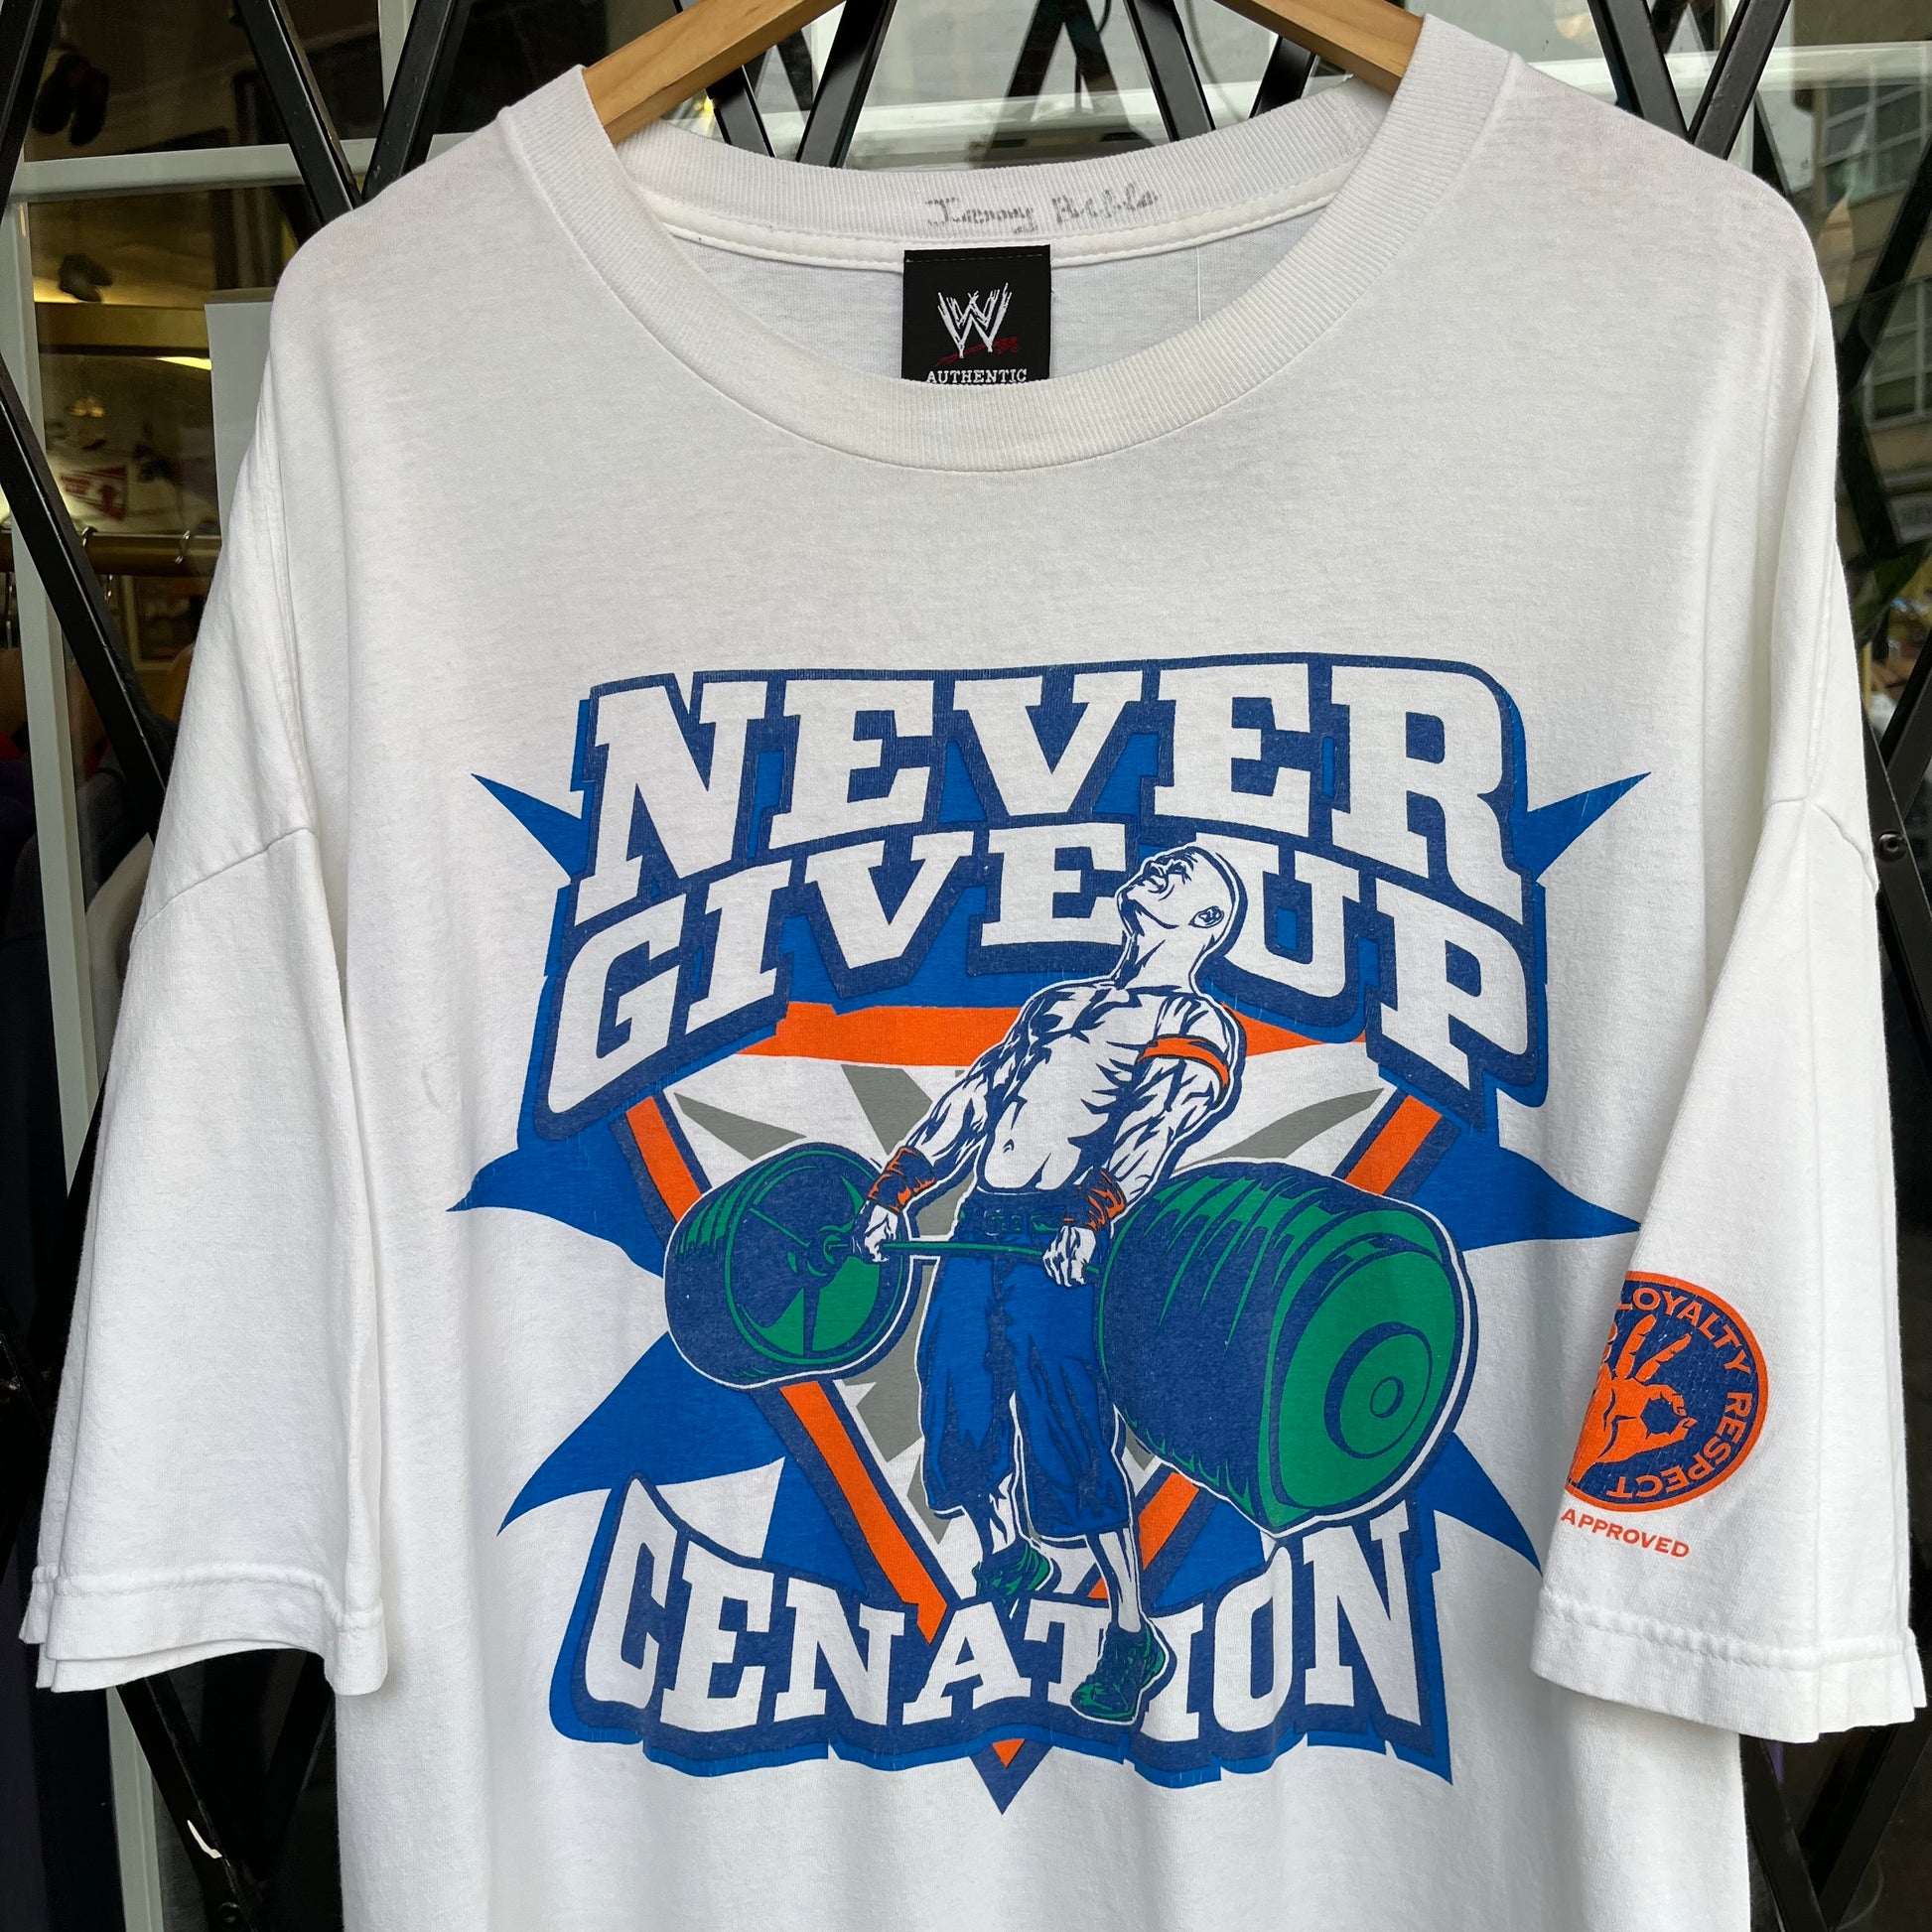 W
AUTHENTIC
NEVER
GIVE UP
CENATION
LOYALTY RESPECT
APPROVED